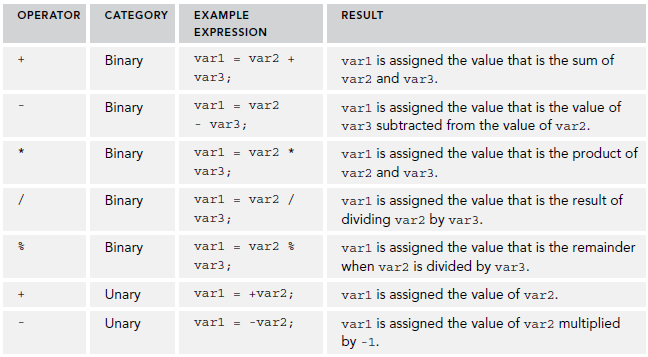 OPERATOR CATEGORY EXAMPLE EXPRESSION RESULT
+ Binary var1 = var2 + var3; var1 is assigned the value that is the sum of var2 and var3.
- Binary var1 = var2 - var3; var1 is assigned the value that is the value of var3 subtracted from the value of var2.
* Binary var1 = var2 * var3; var1 is assigned the value that is the product of var2 and var3.
/ Binary var1 = var2 / var3; var1 is assigned the value that is the result of dividing var2 by var3.
% Binary var1 = var2 % var3; var1 is assigned the value that is the remainder when var2 is divided by var3.
+ Unary var1 = +var2; var1 is assigned the value of var2.
- Unary var1 = -var2; var1 is assigned the value of var2 multiplied by -1.